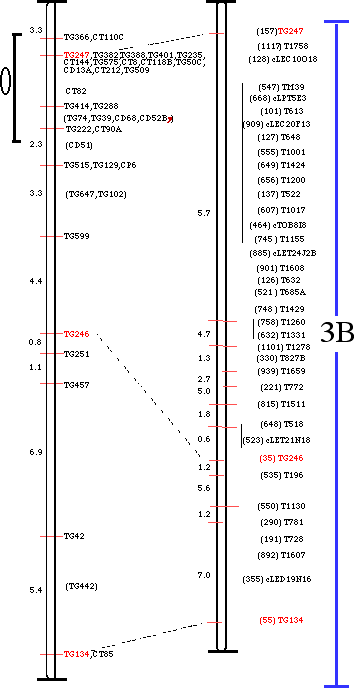 3.3
TG366,CT110C
TG247,TG382,TG388,TG401,TG235,
CT144,TG575,CT8,CT118B,TG50C,
CD13A,CT212,TG509
CT82
TG414,TG288
(TG74,TG39,CD68,CD52B)
TG222,CT90A
2.3
(CD51)
TG515,TG129,CP6
3.3
(TG647,TG102)
TG599
4.4
TG246
0.8
TG251
1.1
TG457
6.9
TG42
5.4
(TG442)
TG134,CT85
(157) TG247
(1117) T1758
(128) cLEC10O18
(547) TM39
(668) cLPT5E3
(101) T613
(909) cLEC20F13
(127) T648
(555) T1001
(649) T1424
(656) T1200
(137) T522
5.7
(607) T1017
(464) cTOB8I8
(745) T1155
(885) cLET24J2B
(901) T1608
(126) T632
(521) T685A
(748) T1429
(758) T1260
4.7
(632) T1331
(1101) T1278
1.3
(330) T827B
2.7
(939) T1659
5.0
(221) T772
1.8
(815) T1511
(648) T518
0.6
(523) cLET21N18
1.2
(35) TG246
5.6
(535) T196
1.2
(550) T1130
(290) T781
(191) T728
(892) T1607
7.0
(355) cLED19N16
(55) TG134
3B